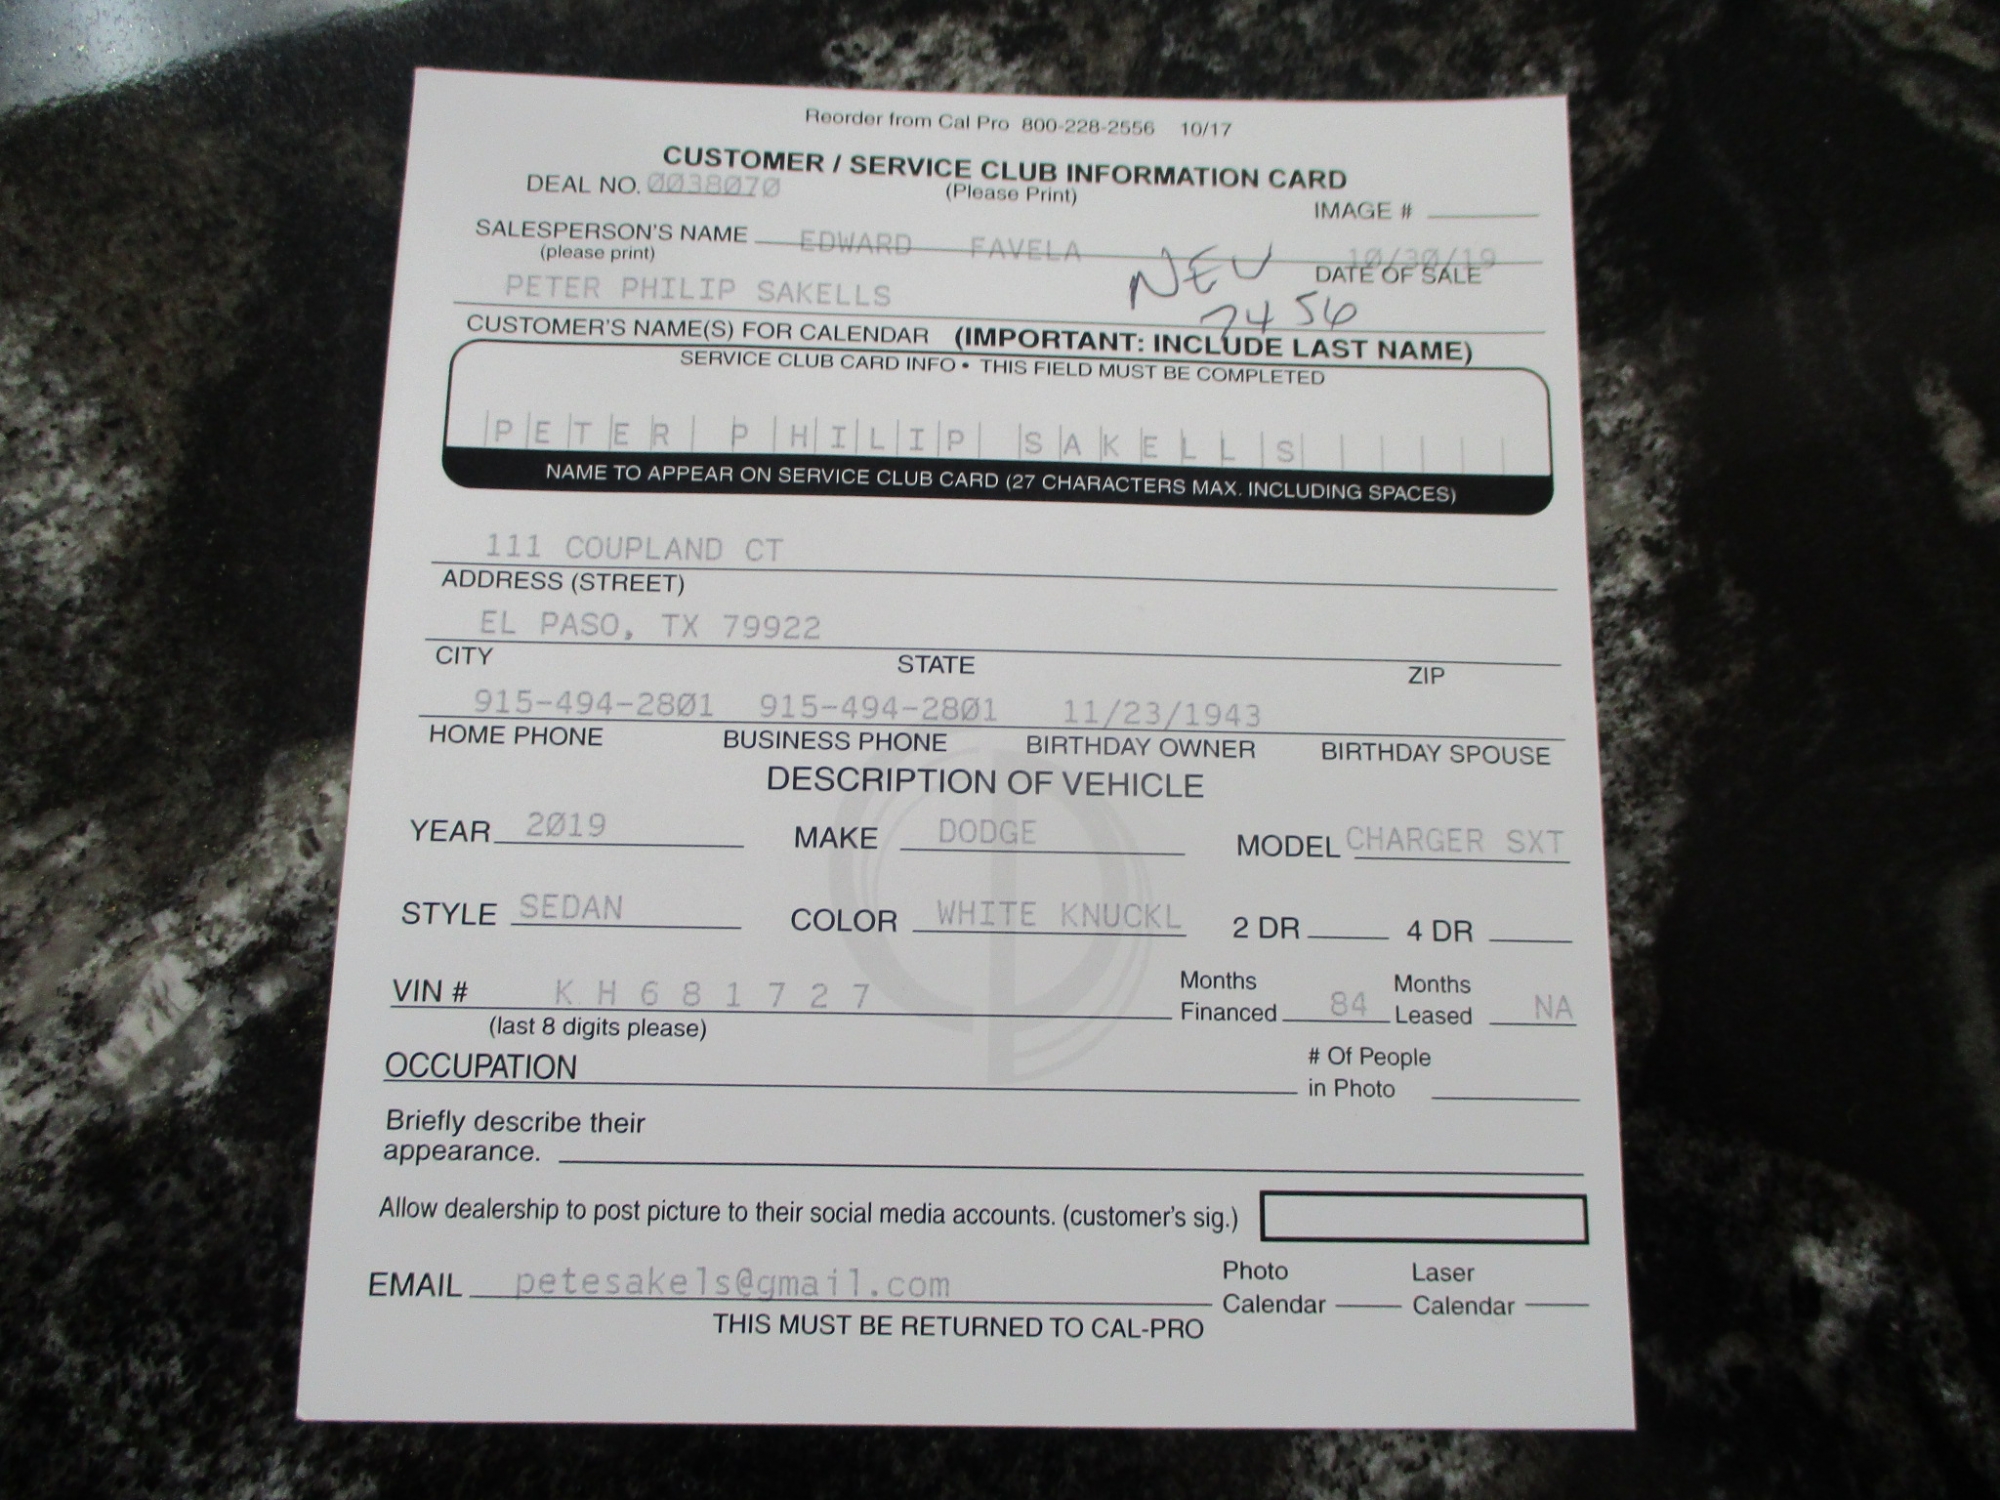 Reorder from Cal Pro 800-228-2556 10/17
CUSTOMER / SERVICE CLUB INFORMATION CARD
DEAL NO. 0038070 (Please Print)
IMAGE #
SALESPERSON'S NAME EDWARD FAVELA 10/30/19
(please print) NEW DATE OF SALE
PETER PHILIP SAKELLS 7456
CUSTOMER'S NAME(S) FOR CALENDAR (IMPORTANT: INCLUDE LAST NAME)
SERVICE CLUB CARD INFO • THIS FIELD MUST BE COMPLETED
PETER PHILIP SAKELLS
NAME TO APPEAR ON SERVICE CLUB CARD (27 CHARACTERS MAX. INCLUDING SPACES)
111 COUPLAND CT
ADDRESS (STREET)
EL PASO, TX 79922
CITY STATE ZIP
915-494-2801 915-494-2801 11/23/1943
HOME PHONE BUSINESS PHONE BIRTHDAY OWNER BIRTHDAY SPOUSE
DESCRIPTION OF VEHICLE
YEAR 2019 MAKE DODGE MODEL CHARGER SXT
STYLE SEDAN COLOR WHITE KNUCKL 2 DR 4 DR
VIN # K H 6 8 1 7 2 7 Months Financed 84 Months Leased NA
(last 8 digits please)
OCCUPATION # Of People in Photo
Briefly describe their
appearance.
Allow dealership to post picture to their social media accounts. (customer's sig.)
EMAIL petesakels@gmail.com Photo Calendar Laser Calendar
THIS MUST BE RETURNED TO CAL-PRO